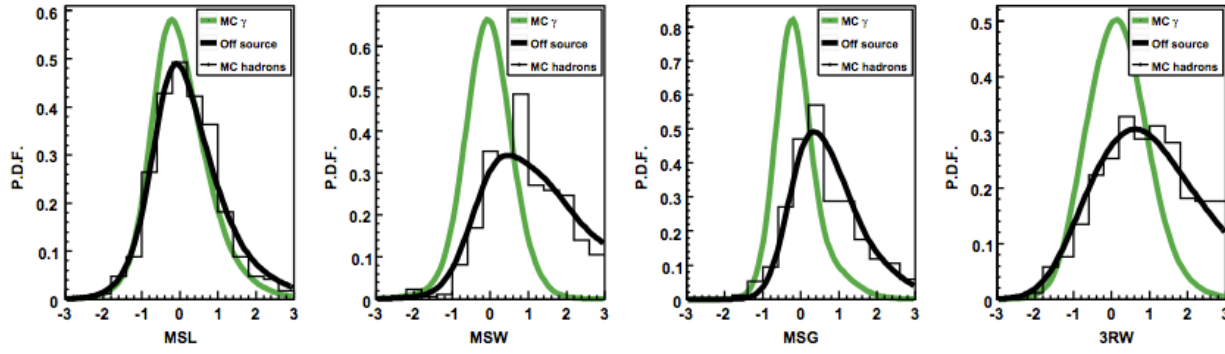 0.6
0.5
0.4
0.3
0.2
0.1
0.0
P.D.F.
MC γ
Off source
MC hadrons
-3 -2 -1 0 1 2 3
MSL
0.6
0.5
0.4
0.3
0.2
0.1
0
P.D.F.
MC γ
Off source
MC hadrons
-3 -2 -1 0 1 2 3
MSW
0.8
0.7
0.6
0.5
0.4
0.3
0.2
0.1
0
P.D.F.
MC γ
Off source
MC hadrons
-3 -2 -1 0 1 2 3
MSG
0.5
0.4
0.3
0.2
0.1
0
P.D.F.
MC γ
Off source
MC hadrons
-3 -2 -1 0 1 2 3
3RW